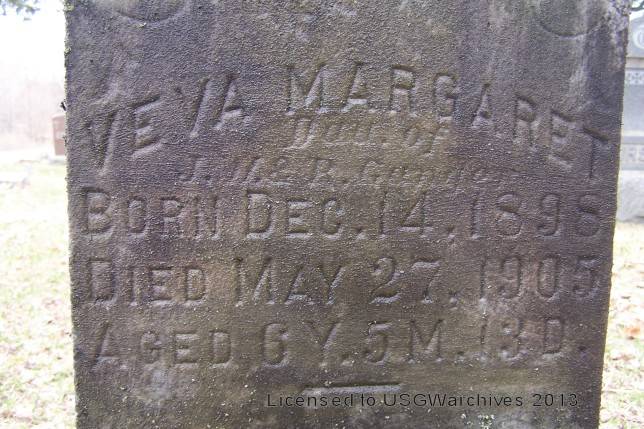 VEVA MARGARET
Dau. of
J. & R.
BORN DEC. 14, 1898
DIED MAY 27, 1905
AGED 6 Y. 5 M. 13 D.
Licensed to USGWarchives 2013